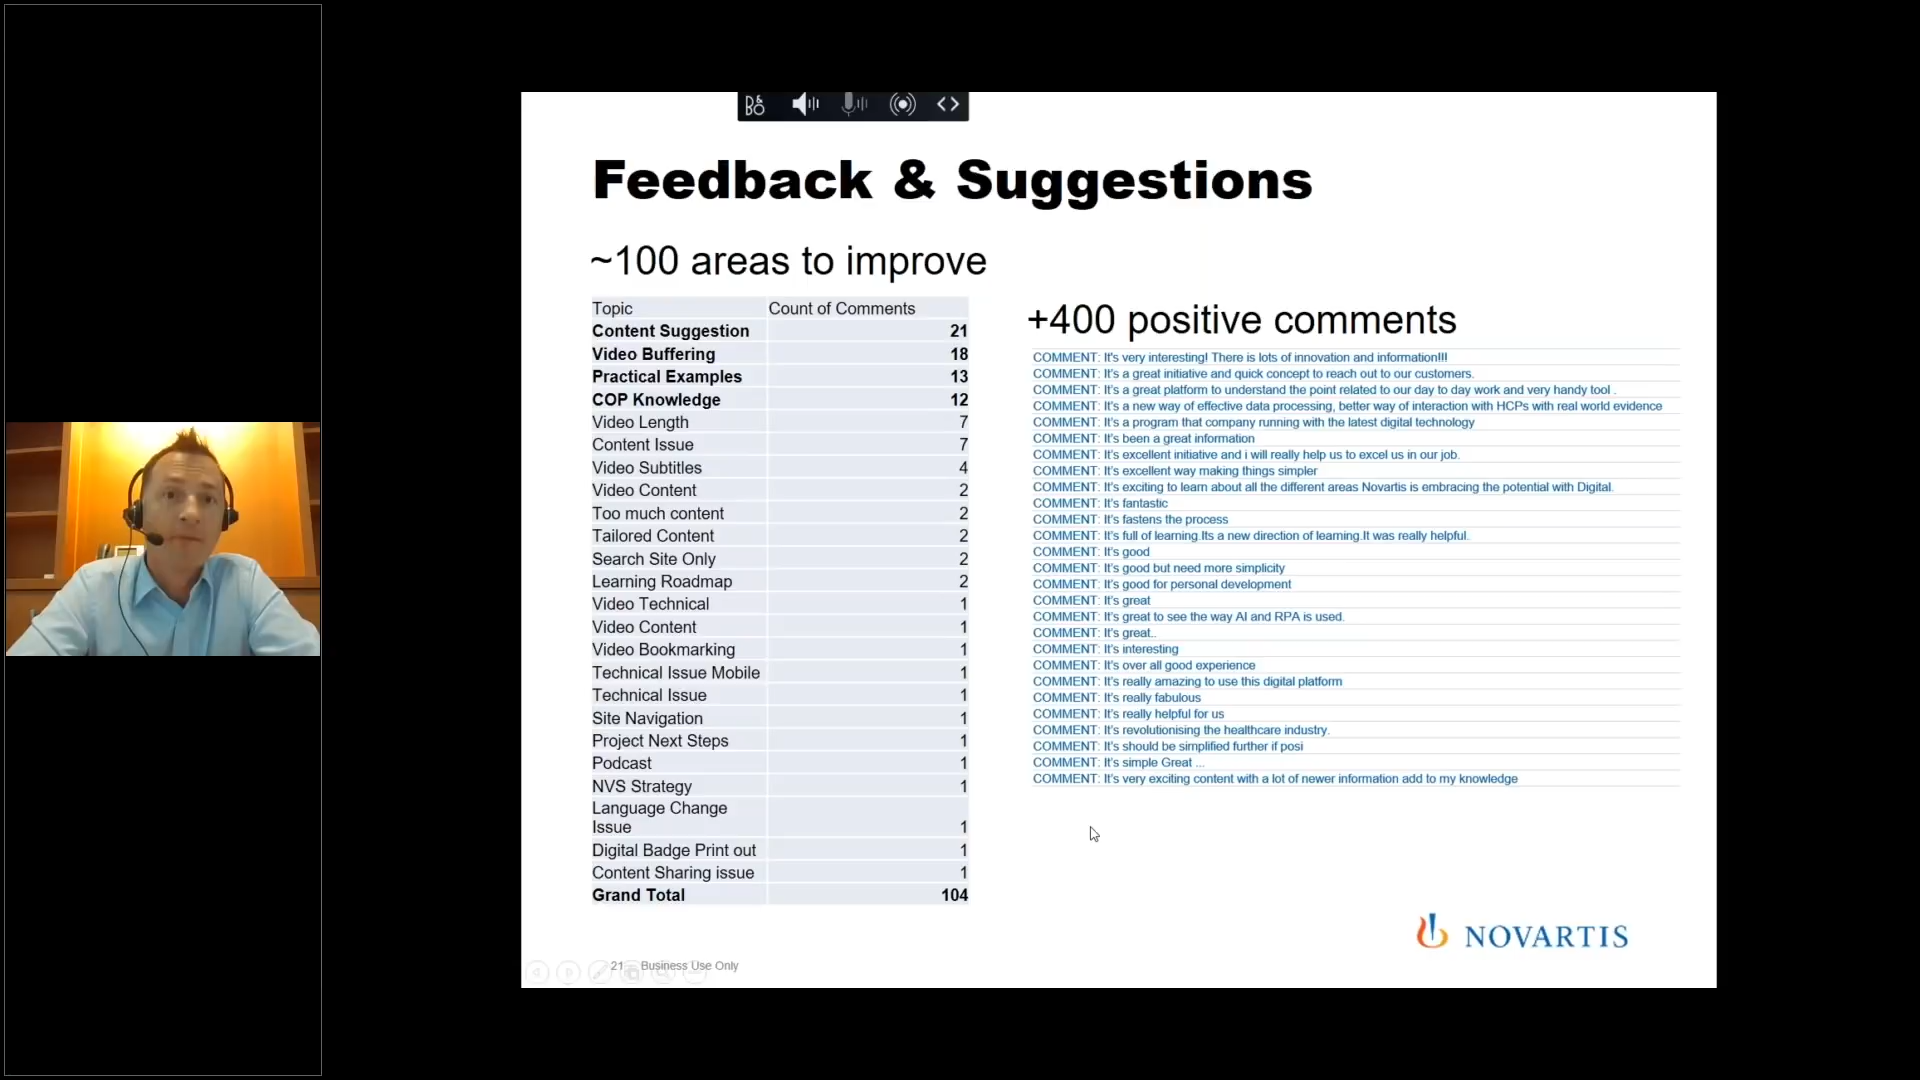 B&O
Feedback & Suggestions
~100 areas to improve
Topic Count of Comments
Content Suggestion 21
Video Buffering 18
Practical Examples 13
COP Knowledge 12
Video Length 7
Content Issue 7
Video Subtitles 4
Video Content 2
Too much content 2
Tailored Content 2
Search Site Only 2
Learning Roadmap 2
Video Technical 1
Video Content 1
Video Bookmarking 1
Technical Issue Mobile 1
Technical Issue 1
Site Navigation 1
Project Next Steps 1
Podcast 1
NVS Strategy 1
Language Change
Issue 1
Digital Badge Print out 1
Content Sharing issue 1
Grand Total 104
+400 positive comments
COMMENT: It's very interesting! There is lots of innovation and information!!!
COMMENT: It's a great initiative and quick concept to reach out to our customers.
COMMENT: It's a great platform to understand the point related to our day to day work and very handy tool .
COMMENT: It's a new way of effective data processing, better way of interaction with HCPs with real world evidence
COMMENT: It's a program that company running with the latest digital technology
COMMENT: It's been a great information
COMMENT: It's excellent initiative and i will really help us to excel us in our job.
COMMENT: It's excellent way making things simpler
COMMENT: It's exciting to learn about all the different areas Novartis is embracing the potential with Digital.
COMMENT: It's fantastic
COMMENT: It's fastens the process
COMMENT: It's full of learning.Its a new direction of learning.It was really helpful.
COMMENT: It's good
COMMENT: It's good but need more simplicity
COMMENT: It's good for personal development
COMMENT: It's great
COMMENT: It's great to see the way AI and RPA is used.
COMMENT: It's great..
COMMENT: It's interesting
COMMENT: It's over all good experience
COMMENT: It's really amazing to use this digital platform
COMMENT: It's really fabulous
COMMENT: It's really helpful for us
COMMENT: It's revolutionising the healthcare industry.
COMMENT: It's should be simplified further if posi
COMMENT: It's simple Great ...
COMMENT: It's very exciting content with a lot of newer information add to my knowledge
NOVARTIS
21 Business Use Only